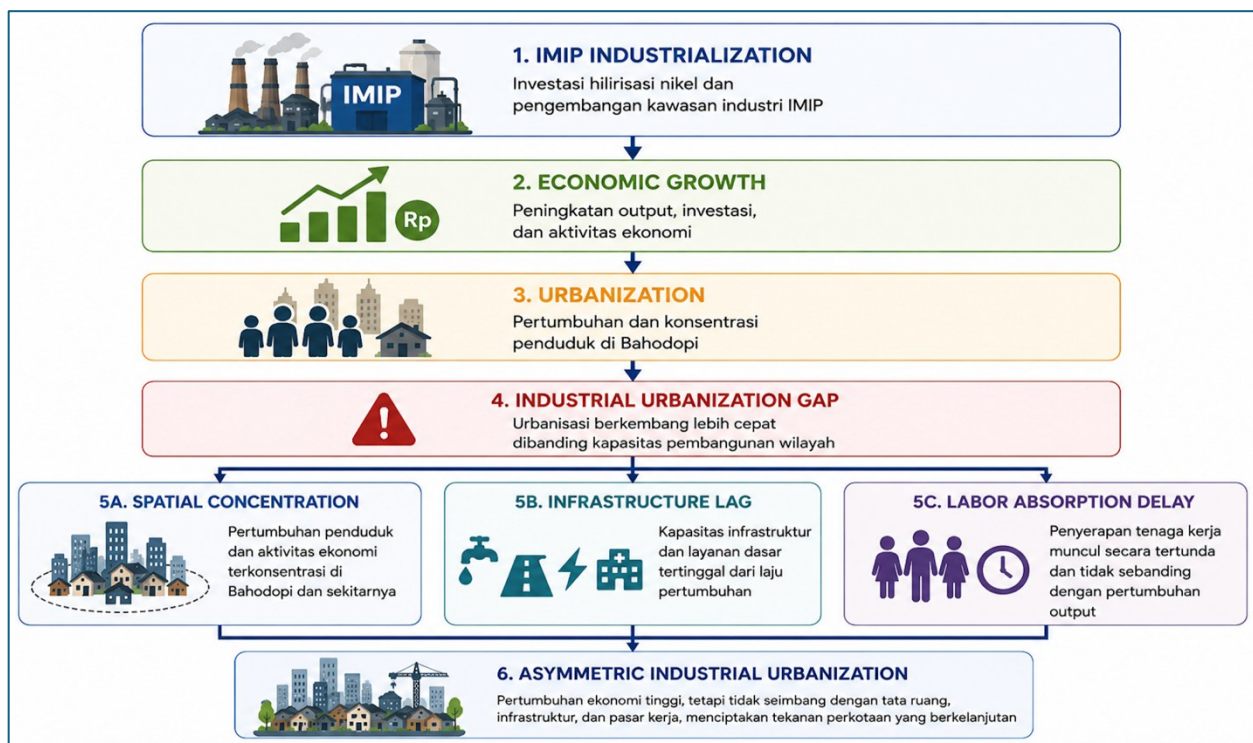 IMIP
1. IMIP INDUSTRIALIZATION
Investasi hilirisasi nikel dan
pengembangan kawasan industri IMIP
Rp
2. ECONOMIC GROWTH
Peningkatan output, investasi,
dan aktivitas ekonomi
3. URBANIZATION
Pertumbuhan dan konsentrasi
penduduk di Bahodopi
4. INDUSTRIAL URBANIZATION GAP
Urbanisasi berkembang lebih cepat
dibanding kapasitas pembangunan wilayah
5A. SPATIAL CONCENTRATION
Pertumbuhan penduduk
dan aktivitas ekonomi
terkonsentrasi di
Bahodopi dan sekitarnya
5B. INFRASTRUCTURE LAG
Kapasitas infrastruktur
dan layanan dasar
tertinggal dari laju
pertumbuhan
5C. LABOR ABSORPTION DELAY
Penyerapan tenaga kerja
muncul secara tertunda
dan tidak sebanding
dengan pertumbuhan
output
6. ASYMMETRIC INDUSTRIAL URBANIZATION
Pertumbuhan ekonomi tinggi, tetapi tidak seimbang dengan tata ruang,
infrastruktur, dan pasar kerja, menciptakan tekanan perkotaan yang berkelanjutan